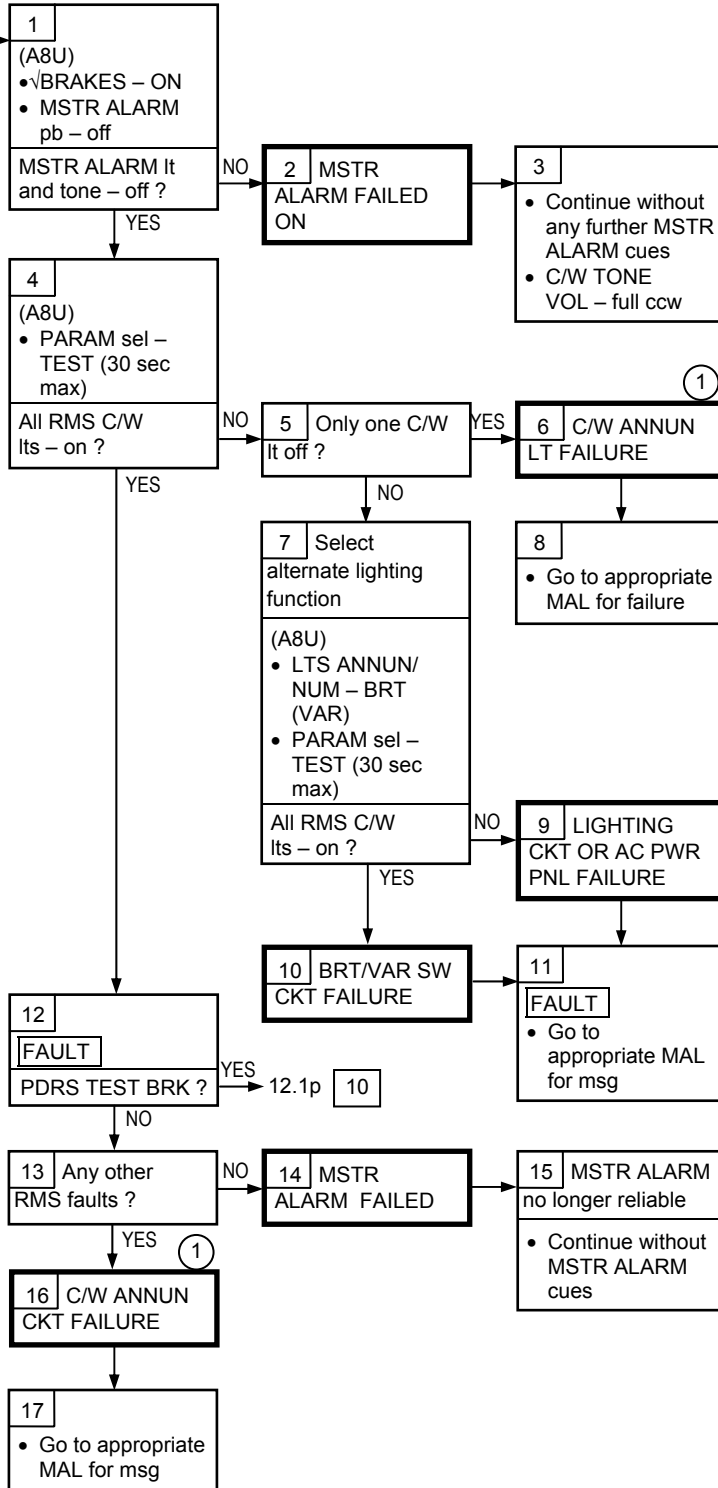 1
(A8U)
•√BRAKES – ON
• MSTR ALARM
pb – off
MSTR ALARM lt
and tone – off ?
NO
YES
2 MSTR
ALARM FAILED
ON
3
• Continue without
any further MSTR
ALARM cues
• C/W TONE
VOL – full ccw
4
(A8U)
• PARAM sel –
TEST (30 sec
max)
All RMS C/W
lts – on ?
NO
YES
5 Only one C/W
lt off ?
YES
NO
1
6 C/W ANNUN
LT FAILURE
7 Select
alternate lighting
function
(A8U)
• LTS ANNUN/
NUM – BRT
(VAR)
• PARAM sel –
TEST (30 sec
max)
All RMS C/W
lts – on ?
NO
YES
8
• Go to appropriate
MAL for failure
9 LIGHTING
CKT OR AC PWR
PNL FAILURE
10 BRT/VAR SW
CKT FAILURE
11
FAULT
• Go to
appropriate MAL
for msg
12
FAULT
PDRS TEST BRK ?
YES
12.1p 10
NO
13 Any other
RMS faults ?
NO
YES
14 MSTR
ALARM FAILED
15 MSTR ALARM
no longer reliable
• Continue without
MSTR ALARM
cues
1
16 C/W ANNUN
CKT FAILURE
17
• Go to appropriate
MAL for msg